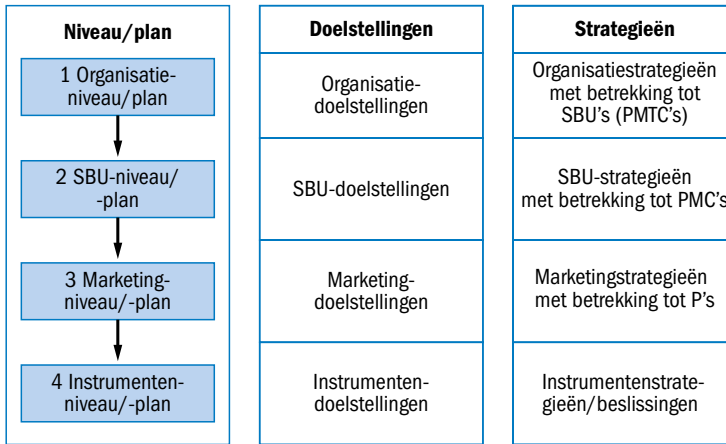 Niveau/plan
1 Organisatie-
niveau/plan
2 SBU-niveau/
-plan
3 Marketing-
niveau/-plan
4 Instrumenten-
niveau/-plan
Doelstellingen
Organisatie-
doelstellingen
SBU-doelstellingen
Marketing-
doelstellingen
Instrumenten-
doelstellingen
Strategieën
Organisatiestrategieën
met betrekking tot
SBU's (PMTC's)
SBU-strategieën
met betrekking tot PMC's
Marketingstrategieën
met betrekking tot P's
Instrumentenstrate-
gieën/beslissingen